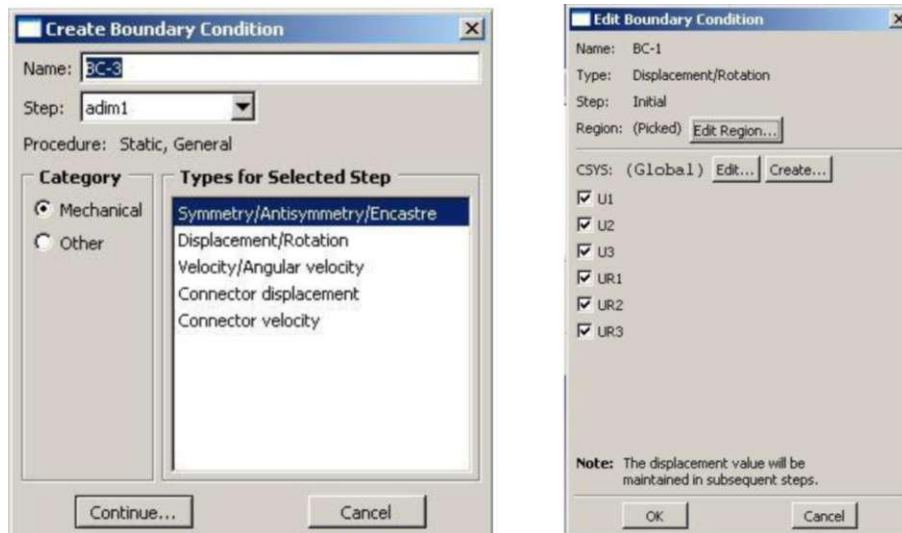 Create Boundary Condition
Name: BC-3
Step: adim1
Procedure: Static, General
Category
Mechanical
Other
Types for Selected Step
Symmetry/Antisymmetry/Encastre
Displacement/Rotation
Velocity/Angular velocity
Connector displacement
Connector velocity
Continue...
Cancel
Edit Boundary Condition
Name: BC-1
Type: Displacement/Rotation
Step: Initial
Region: (Picked) Edit Region...
CSYS: (Global) Edit... Create...
U1
U2
U3
UR1
UR2
UR3
Note: The displacement value will be
maintained in subsequent steps.
OK
Cancel